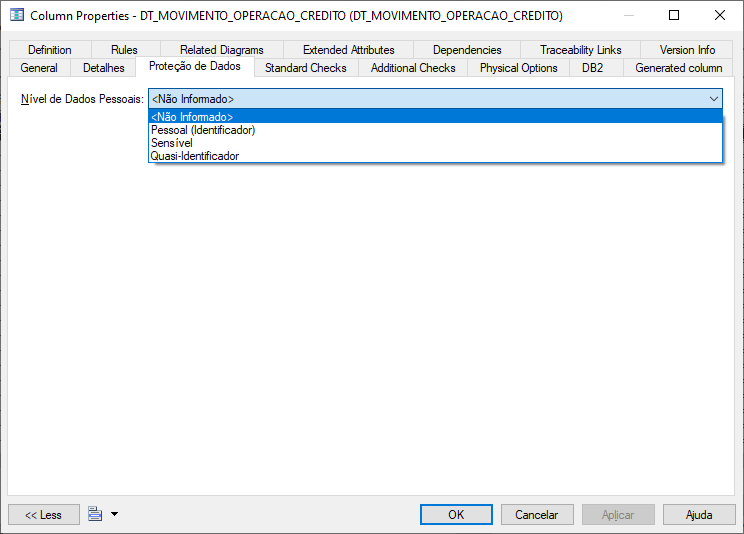 Column Properties - DT_MOVIMENTO_OPERACAO_CREDITO (DT_MOVIMENTO_OPERACAO_CREDITO)
Definition Rules Related Diagrams Extended Attributes Dependencies Traceability Links Version Info
General Detalhes Proteção de Dados Standard Checks Additional Checks Physical Options DB2 Generated column
Nível de Dados Pessoais: <Não Informado>
<Não Informado>
Pessoal (Identificador)
Sensível
Quasi-Identificador
<< Less OK Cancelar Aplicar Ajuda